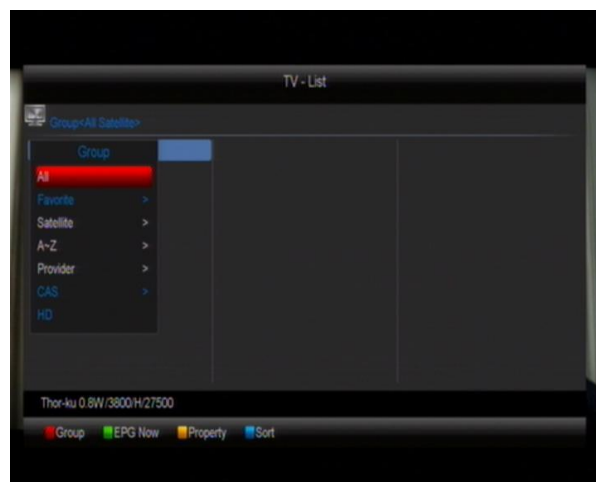 TV - List
Group<All Satellite>
Group
All
Favorite >
Satellite >
A~Z >
Provider >
CAS >
HD
Thor-ku 0.8W/3800/H/27500
Group EPG Now Property Sort